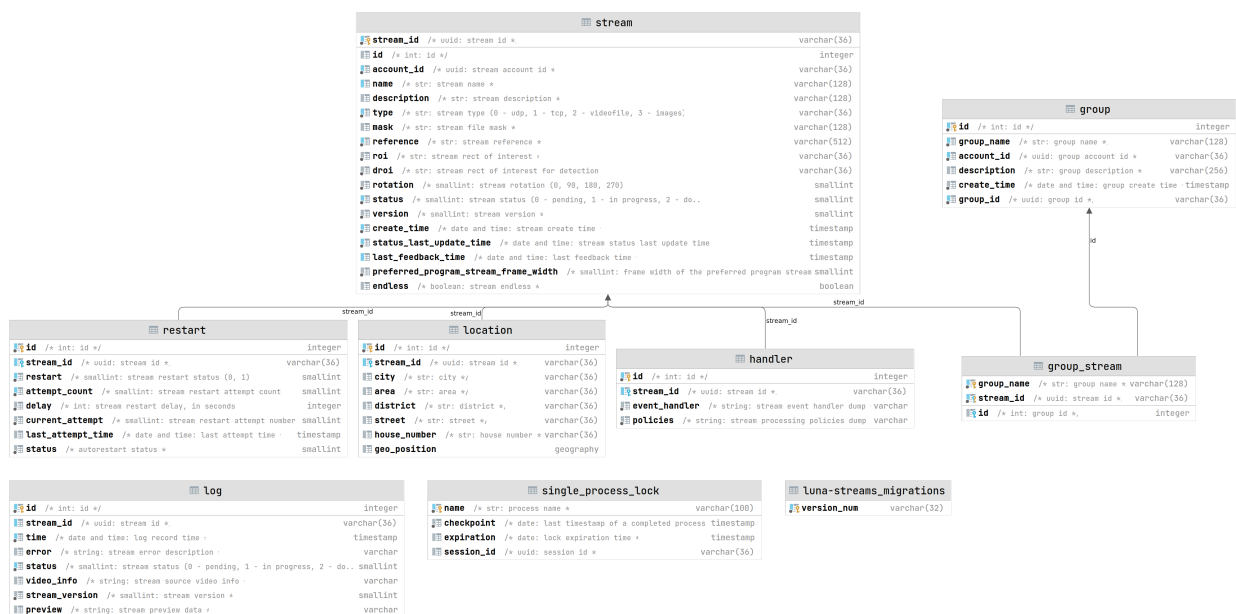 stream
stream_id /* uuid: stream id * varchar(36)
id /* int: id */ integer
account_id /* uuid: stream account id * varchar(36)
name /* str: stream name * varchar(128)
description /* str: stream description * varchar(128)
type /* str: stream type (0 - udp, 1 - tcp, 2 - videofile, 3 - images) varchar(36)
mask /* str: stream file mask * varchar(128)
reference /* str: stream reference * varchar(512)
roi /* str: stream rect of interest varchar(36)
droi /* str: stream rect of interest for detection varchar(36)
rotation /* smallint: stream rotation (0, 90, 180, 270) smallint
status /* smallint: stream status (0 - pending, 1 - in progress, 2 - do.. smallint
version /* smallint: stream version * smallint
create_time /* date and time: stream create time timestamp
status_last_update_time /* date and time: stream status last update time timestamp
last_feedback_time /* date and time: last feedback time timestamp
preferred_program_stream_frame_width /* smallint: frame width of the preferred program stream smallint
endless /* boolean: stream endless * boolean
group
id /* int: id */ integer
group_name /* str: group name * varchar(128)
account_id /* uuid: group account id * varchar(36)
description /* str: group description * varchar(256)
create_time /* date and time: group create time timestamp
group_id /* uuid: group id * varchar(36)
id
stream_id
stream_id
stream_id
stream_id
restart
id /* int: id */ integer
stream_id /* uuid: stream id * varchar(36)
restart /* smallint: stream restart status (0, 1) smallint
attempt_count /* smallint: stream restart attempt count smallint
delay /* int: stream restart delay, in seconds integer
current_attempt /* smallint: stream restart attempt number smallint
last_attempt_time /* date and time: last attempt time timestamp
status /* autorestart status * smallint
location
id /* int: id */ integer
stream_id /* uuid: stream id * varchar(36)
city /* str: city */ varchar(36)
area /* str: area */ varchar(36)
district /* str: district * varchar(36)
street /* str: street */ varchar(36)
house_number /* str: house number * varchar(36)
geo_position geography
handler
id /* int: id */ integer
stream_id /* uuid: stream id * varchar(36)
event_handler /* string: stream event handler dump varchar
policies /* string: stream processing policies dump varchar
group_stream
group_name /* str: group name * varchar(128)
stream_id /* uuid: stream id * varchar(36)
id /* int: group id * integer
log
id /* int: id */ integer
stream_id /* uuid: stream id * varchar(36)
time /* date and time: log record time timestamp
error /* string: stream error description varchar
status /* smallint: stream status (0 - pending, 1 - in progress, 2 - do.. smallint
video_info /* string: stream source video info varchar
stream_version /* smallint: stream version * smallint
preview /* string: stream preview data varchar
single_process_lock
name /* str: process name * varchar(100)
checkpoint /* date: last timestamp of a completed process timestamp
expiration /* date: lock expiration time timestamp
session_id /* uuid: session id * varchar(36)
luna-streams_migrations
version_num varchar(32)